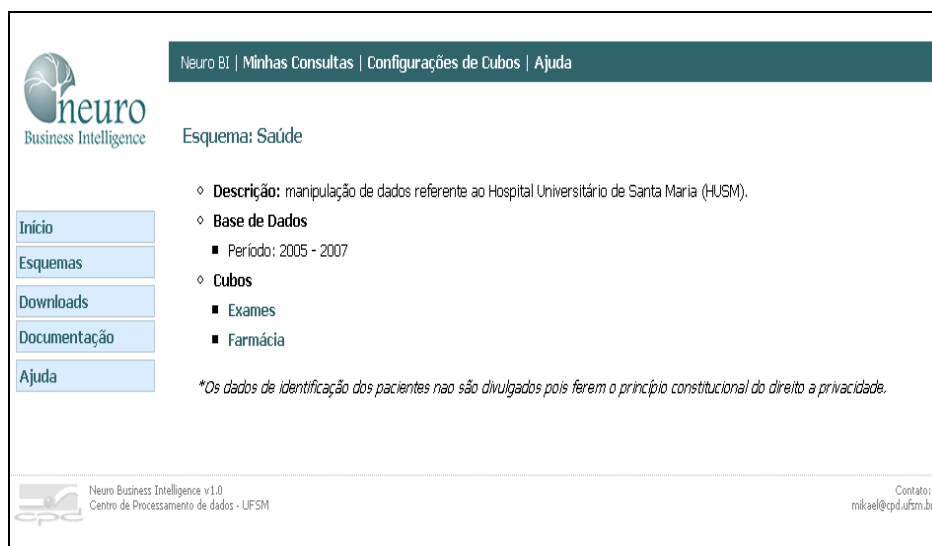 neuro
Business Intelligence
Neuro BI | Minhas Consultas | Configurações de Cubos | Ajuda
Esquema: Saúde
Descrição: manipulação de dados referente ao Hospital Universitário de Santa Maria (HUSM).
Base de Dados
Período: 2005 - 2007
Cubos
Exames
Farmácia
*Os dados de identificação dos pacientes nao são divulgados pois ferem o princípio constitucional do direito a privacidade.
Início
Esquemas
Downloads
Documentação
Ajuda
cpd
Neuro Business Intelligence v1.0
Centro de Processamento de dados - UFSM
Contato:
mikael@cpd.ufsm.br